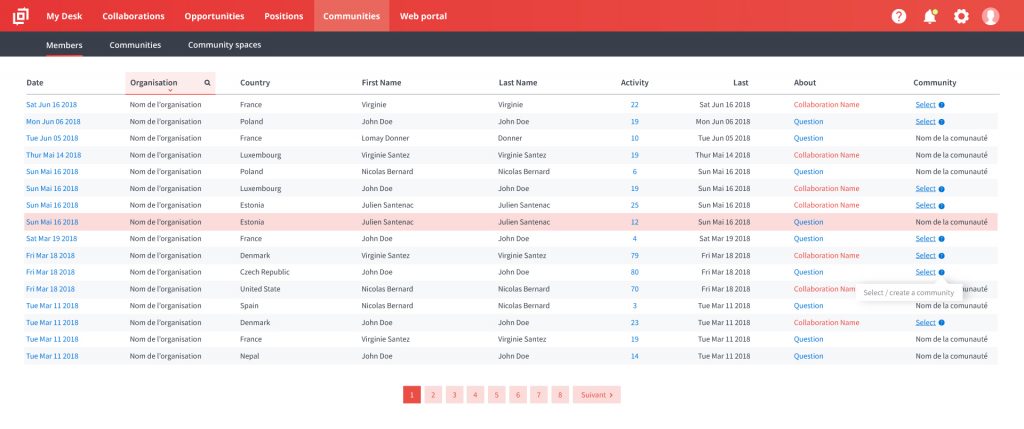 My Desk Collaborations Opportunities Positions Communities Web portal ?
Members Communities Community spaces
Date Organisation Country First Name Last Name Activity Last About Community
Sat Jun 16 2018 Nom de l'organisation France Virginie Virginie 22 Sat Jun 16 2018 Collaboration Name Select
Mon Jun 06 2018 Nom de l'organisation Poland John Doe John Doe 19 Mon Jun 06 2018 Question Select
Tue Jun 05 2018 Nom de l'organisation France Lomay Donner Donner 10 Tue Jun 05 2018 Question Nom de la comunauté
Thur Mai 14 2018 Nom de l'organisation Luxembourg Virginie Santez Virginie Santez 19 Thur Mai 14 2018 Collaboration Name Nom de la comunauté
Sun Mai 16 2018 Nom de l'organisation Poland Nicolas Bernard Nicolas Bernard 6 Sun Mai 16 2018 Question Nom de la comunauté
Sun Mai 16 2018 Nom de l'organisation Luxembourg John Doe John Doe 19 Sun Mai 16 2018 Collaboration Name Select
Sun Mai 16 2018 Nom de l'organisation Estonia Julien Santenac Julien Santenac 25 Sun Mai 16 2018 Collaboration Name Select
Sun Mai 16 2018 Nom de l'organisation Estonia Julien Santenac Julien Santenac 12 Sun Mai 16 2018 Question Nom de la comunauté
Sat Mar 19 2018 Nom de l'organisation France John Doe John Doe 4 Sat Mar 19 2018 Question Select
Fri Mar 18 2018 Nom de l'organisation Denmark Virginie Santez Virginie Santez 79 Fri Mar 18 2018 Collaboration Name Select
Fri Mar 18 2018 Nom de l'organisation Czech Republic John Doe John Doe 80 Fri Mar 18 2018 Question Select
Fri Mar 18 2018 Nom de l'organisation United State Nicolas Bernard Nicolas Bernard 70 Fri Mar 18 2018 Collaboration Name comunauté
Select / create a community
Tue Mar 11 2018 Nom de l'organisation Spain Nicolas Bernard Nicolas Bernard 3 Tue Mar 11 2018 Question Nom de la comunauté
Tue Mar 11 2018 Nom de l'organisation Denmark John Doe John Doe 23 Tue Mar 11 2018 Collaboration Name Select
Tue Mar 11 2018 Nom de l'organisation France Virginie Santez Virginie Santez 19 Tue Mar 11 2018 Question Nom de la comunauté
Tue Mar 11 2018 Nom de l'organisation Nepal John Doe John Doe 14 Tue Mar 11 2018 Question Nom de la comunauté
1 2 3 4 5 6 7 8 Suivant >